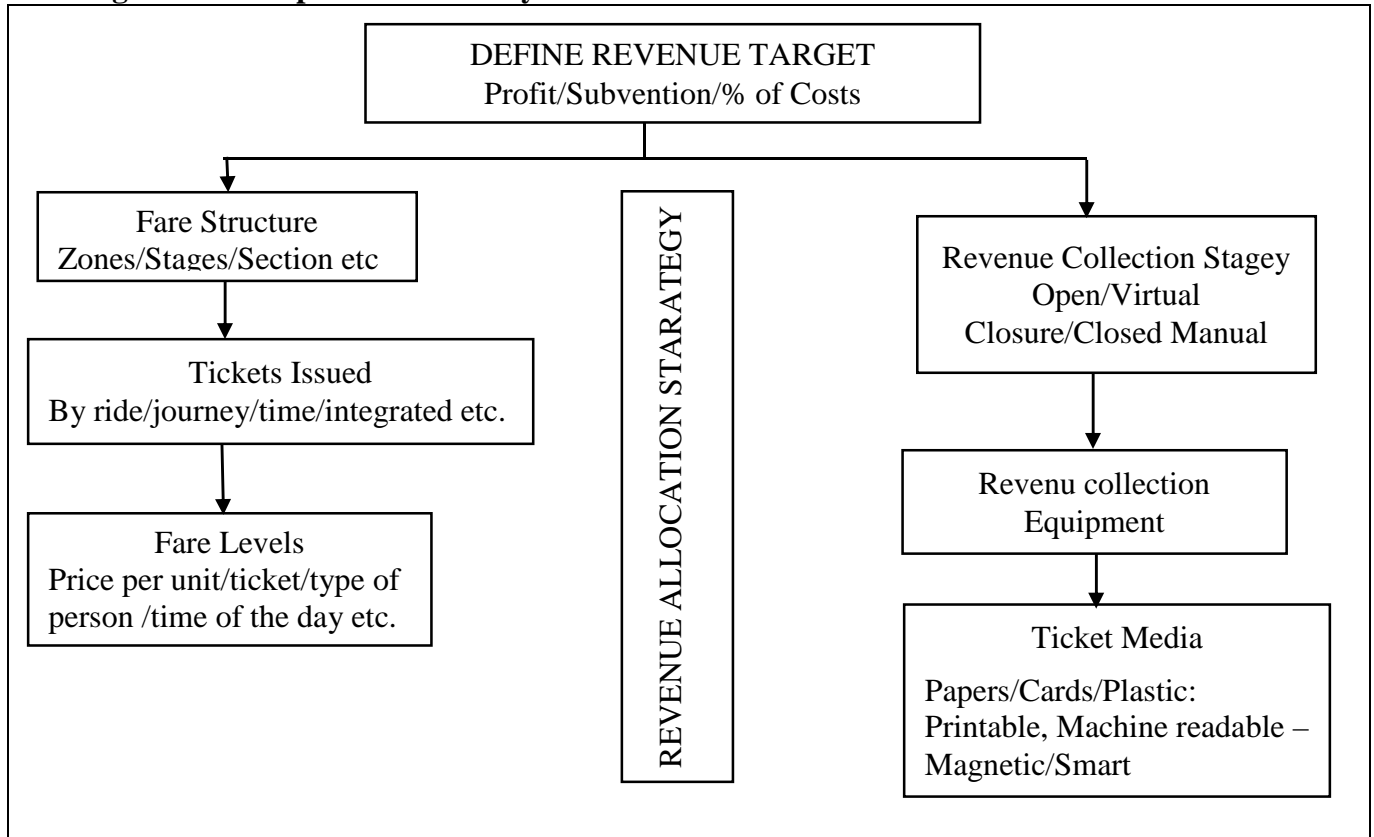 DEFINE REVENUE TARGET
Profit/Subvention/% of Costs
Fare Structure
Zones/Stages/Section etc
Tickets Issued
By ride/journey/time/integrated etc.
Fare Levels
Price per unit/ticket/type of
person /time of the day etc.
REVENUE ALLOCATION STARATEGY
Revenue Collection Stagey
Open/Virtual
Closure/Closed Manual
Revenu collection
Equipment
Ticket Media
Papers/Cards/Plastic:
Printable, Machine readable –
Magnetic/Smart